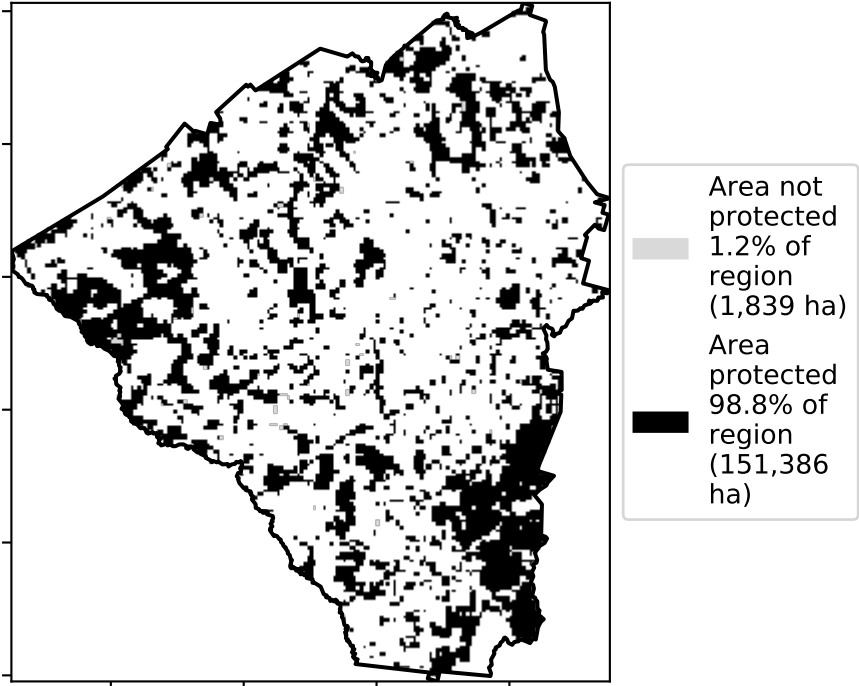 Area not
protected
1.2% of
region
(1,839 ha)
Area
protected
98.8% of
region
(151,386
ha)